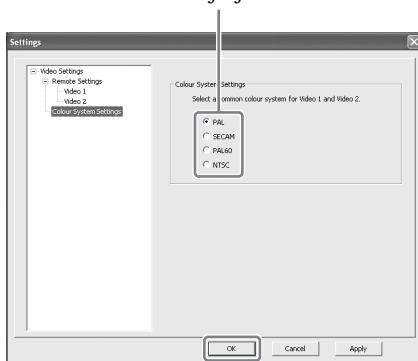 Settings
Video Settings
Remote Settings
Video 1
Video 2
Colour System Settings
Colour System Settings
Select a common colour system for Video 1 and Video 2.
PAL
SECAM
PAL60
NTSC
OK
Cancel
Apply